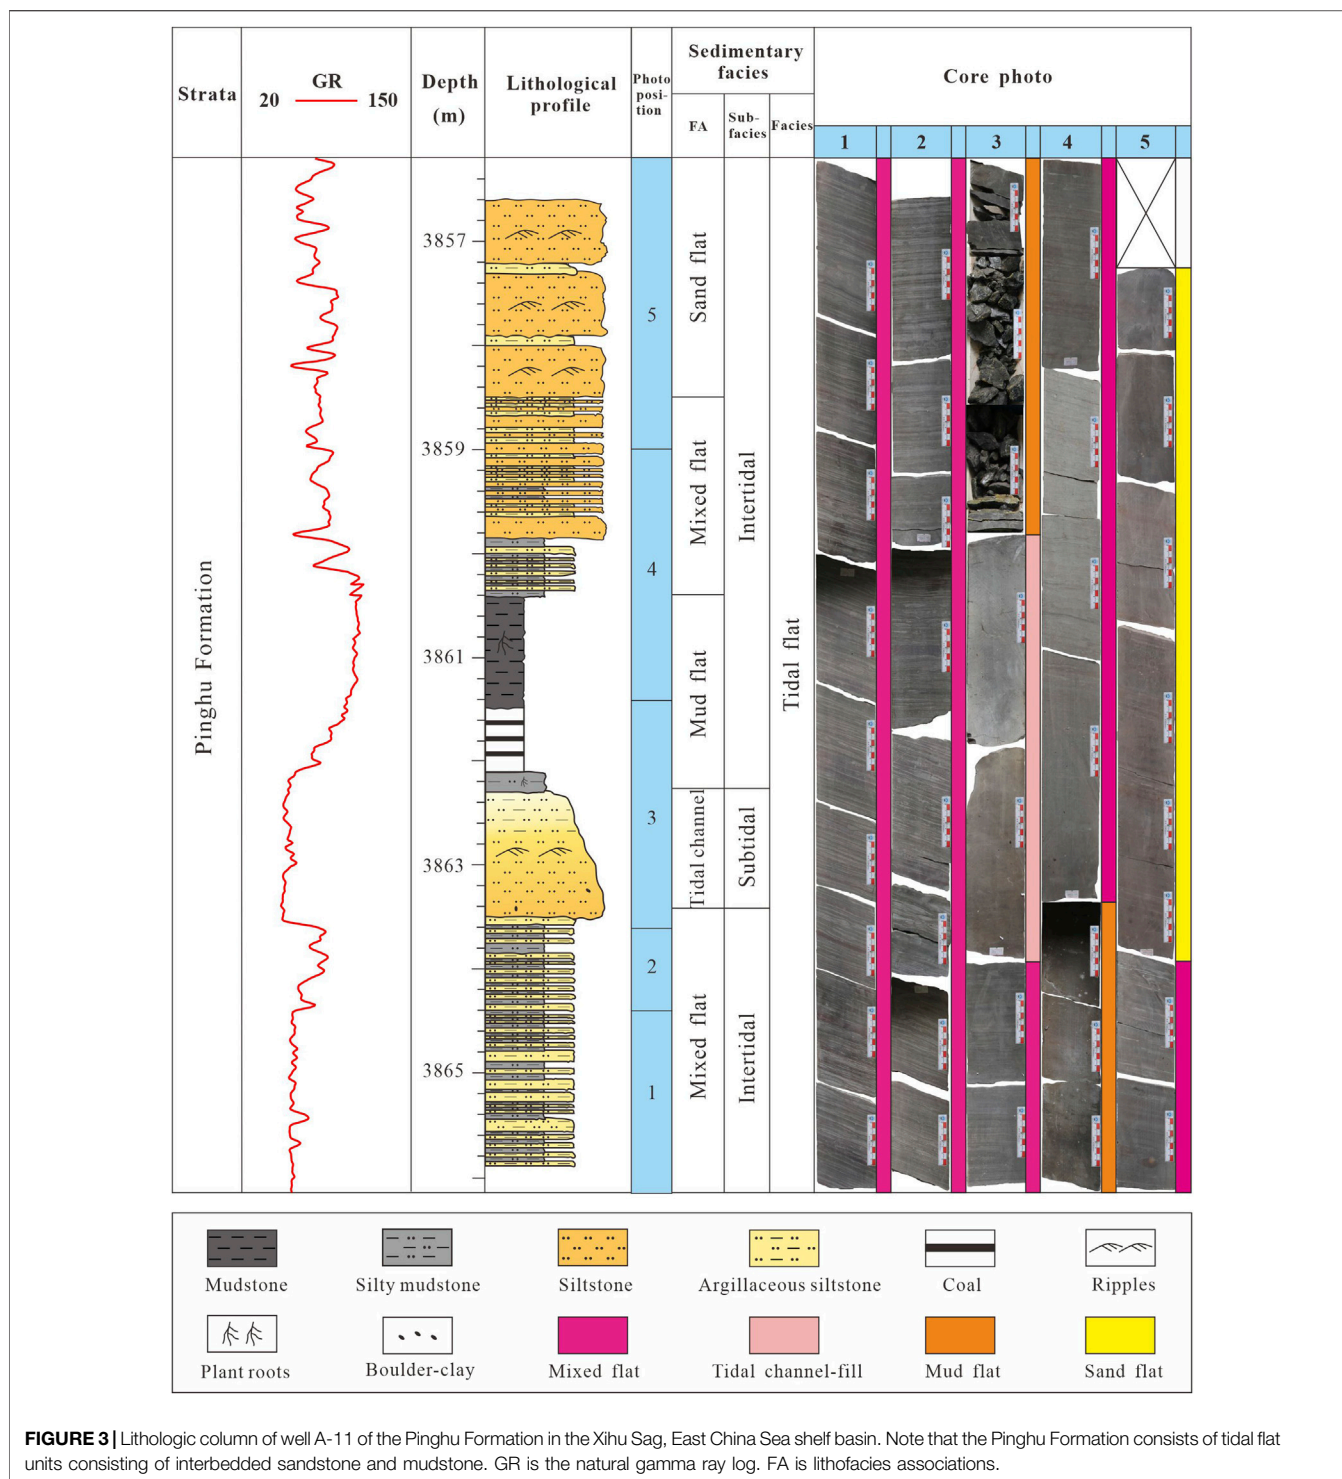 Strata
GR
20
150
Depth
(m)
Lithological
profile
Photo
posi-
tion
Sedimentary
facies
FA
Sub-
facies
Facies
Core photo
1
2
3
4
5
Pinghu Formation
3857
3859
3861
3863
3865
5
4
3
2
1
Sand flat
Mixed flat
Mud flat
Tidal channel
Mixed flat
Intertidal
Subtidal
Intertidal
Tidal flat
Mudstone
Silty mudstone
Siltstone
Argillaceous siltstone
Coal
Ripples
Plant roots
Boulder-clay
Mixed flat
Tidal channel-fill
Mud flat
Sand flat
FIGURE 3 | Lithologic column of well A-11 of the Pinghu Formation in the Xihu Sag, East China Sea shelf basin. Note that the Pinghu Formation consists of tidal flat
units consisting of interbedded sandstone and mudstone. GR is the natural gamma ray log. FA is lithofacies associations.